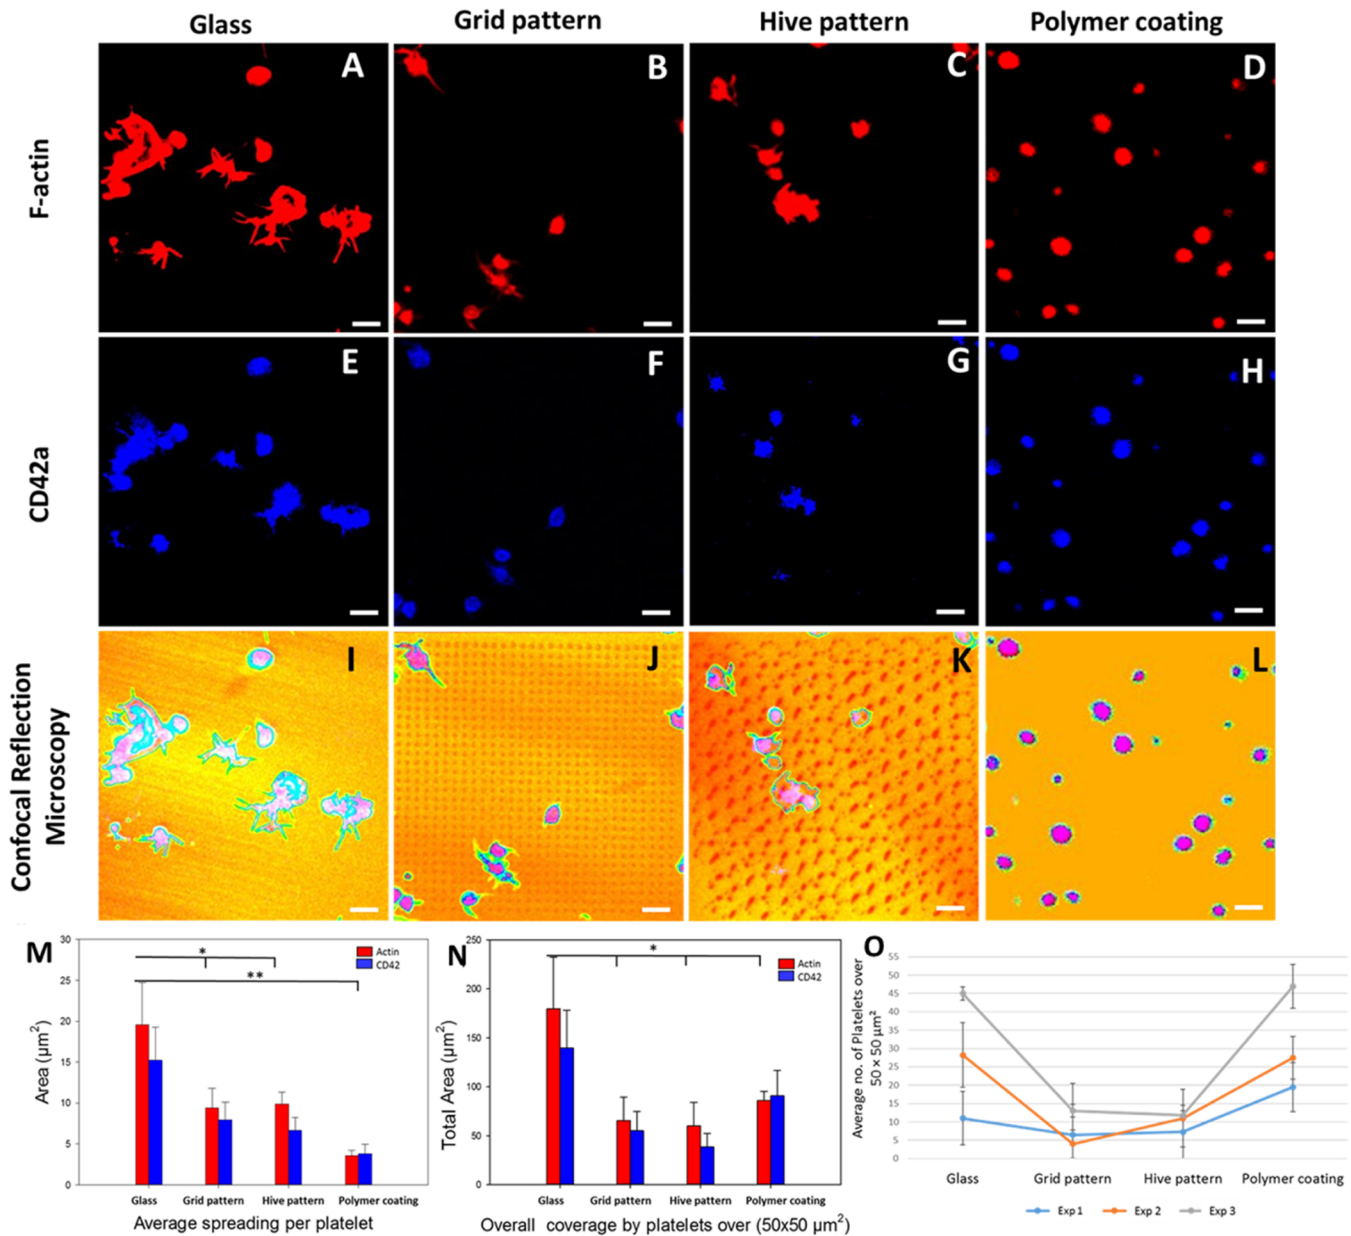 Glass
Grid pattern
Hive pattern
Polymer coating
F-actin
A
B
C
D
CD42a
E
F
G
H
Confocal Reflection
Microscopy
I
J
K
L
M
30
25
20
15
10
5
0
Area (µm²)
*
**
Actin
CD42
Glass
Grid pattern
Hive pattern
Polymer coating
Average spreading per platelet
N
250
200
150
100
50
0
Total Area (µm²)
*
Actin
CD42
Glass
Grid pattern
Hive pattern
Polymer coating
Overall coverage by platelets over (50x50 µm²)
O
55
50
45
40
35
30
25
20
15
10
5
0
Average no. of Platelets over
50 × 50 µm²
Glass
Grid pattern
Hive pattern
Polymer coating
Exp 1
Exp 2
Exp 3